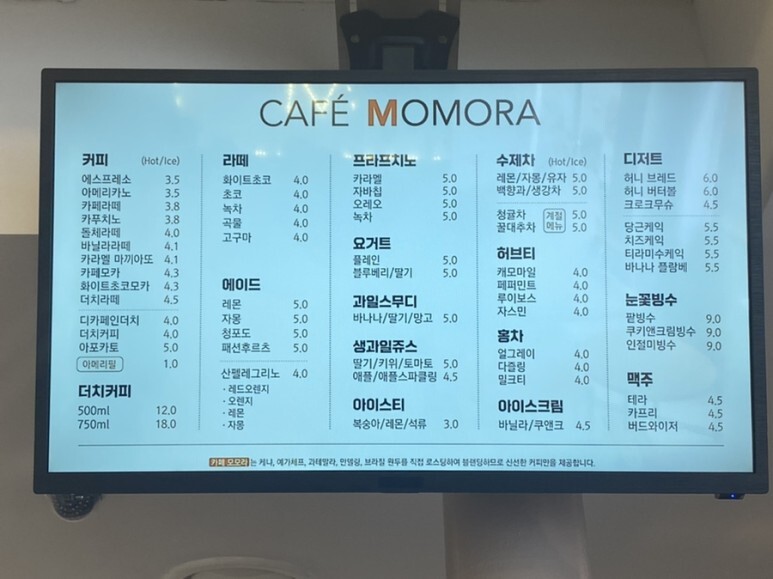 CAFÉ MOMORA
커피 (Hot/Ice)
에스프레소 3.5
아메리카노 3.5
카페라떼 3.8
카푸치노 3.8
돌체라떼 4.0
바닐라라떼 4.1
카라멜 마끼아또 4.1
카페모카 4.3
화이트초코모카 4.3
더치라떼 4.5
디카페인더치 4.0
더치커피 4.0
아포카토 5.0
아메리필 1.0
더치커피
500ml 12.0
750ml 18.0
라떼
화이트초코 4.0
초코 4.0
녹차 4.0
곡물 4.0
고구마 4.0
에이드
레몬 5.0
자몽 5.0
청포도 5.0
패션후르츠 5.0
산펠레그리노 4.0
· 레드오렌지
· 오렌지
· 레몬
· 자몽
프라프치노
카라멜 5.0
자바칩 5.0
오레오 5.0
녹차 5.0
요거트
플레인 5.0
블루베리/딸기 5.0
과일스무디
바나나/딸기/망고 5.0
생과일쥬스
딸기/키위/토마토 5.0
애플/애플스파클링 4.5
아이스티
복숭아/레몬/석류 3.0
수제차 (Hot/Ice)
레몬/자몽/유자 5.0
백향과/생강차 5.0
청귤차 5.0
꿀대추차 5.0
계절
메뉴
허브티
캐모마일 4.0
페퍼민트 4.0
루이보스 4.0
자스민 4.0
홍차
얼그레이 4.0
다즐링 4.0
밀크티 4.0
아이스크림
바닐라/쿠앤크 4.5
디저트
허니 브레드 6.0
허니 버터볼 6.0
크로크무슈 4.5
당근케익 5.5
치즈케익 5.5
티라미수케익 5.5
바나나 플람베 5.5
눈꽃빙수
팥빙수 9.0
쿠키앤크림빙수 9.0
인절미빙수 9.0
맥주
테라 4.5
카프리 4.5
버드와이저 4.5
카페 모모라는 케냐, 예가체프, 과테말라, 만델링, 브라질 원두를 직접 로스팅하여 블렌딩하므로 신선한 커피만을 제공합니다.